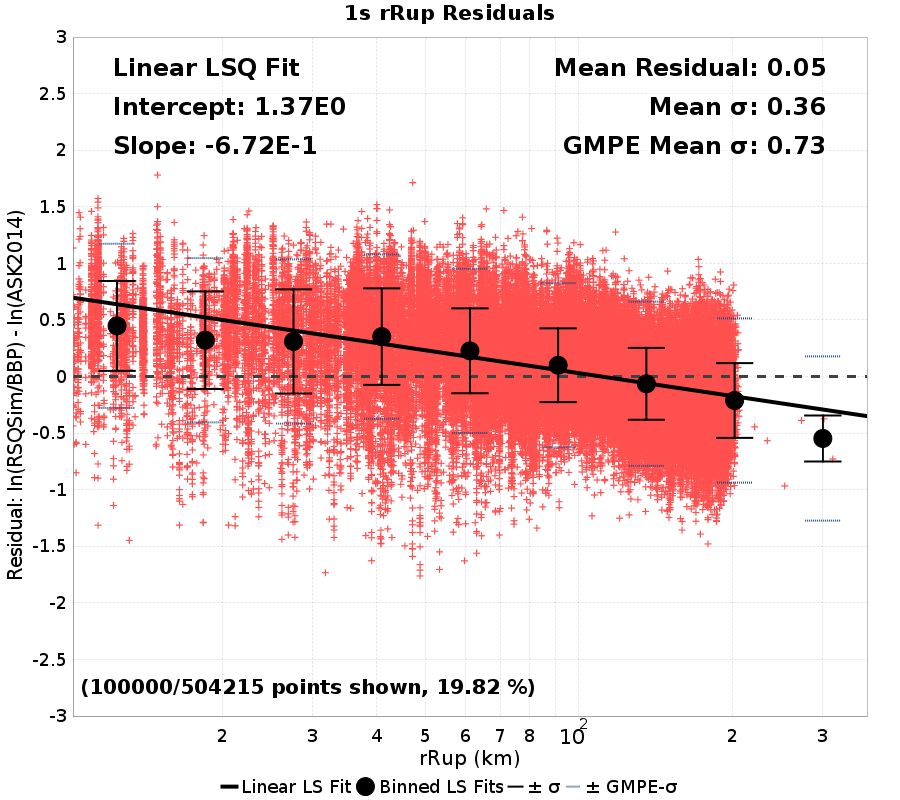 1s rRup Residuals
Linear LSQ Fit
Intercept: 1.37E0
Slope: -6.72E-1
Mean Residual: 0.05
Mean σ: 0.36
GMPE Mean σ: 0.73
3
2.5
2
1.5
1
0.5
0
-0.5
-1
-1.5
-2
-2.5
-3
Residual: ln(RSQSim/BBP) - ln(ASK2014)
(100000/504215 points shown, 19.82 %)
2 3 4 5 6 7 8 10² 2 3
rRup (km)
Linear LS Fit Binned LS Fits ± σ ± GMPE-σ